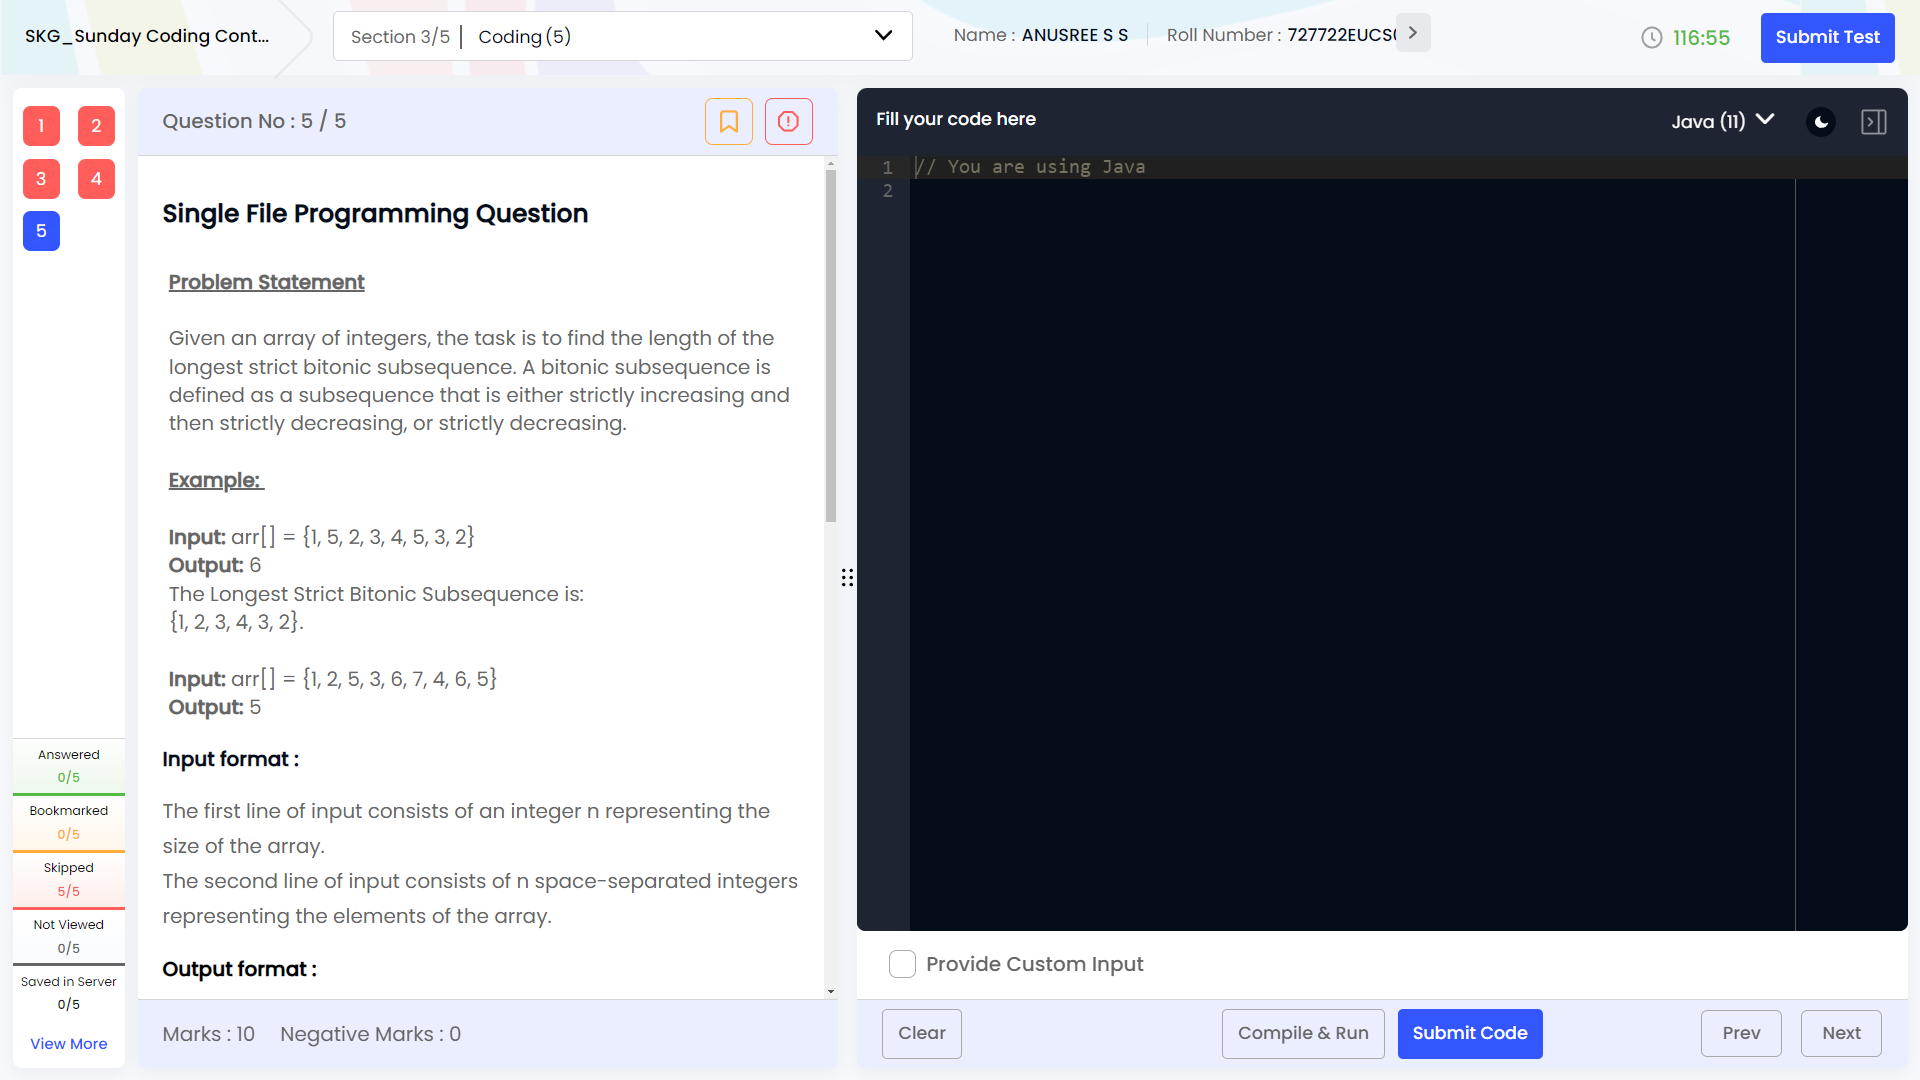 SKG_Sunday Coding Cont...
Section 3/5 | Coding (5)
Name : ANUSREE S S
Roll Number : 727722EUCS
116:55
Submit Test
1
2
3
4
5
Answered
0/5
Bookmarked
0/5
Skipped
5/5
Not Viewed
0/5
Saved in Server
0/5
View More
Question No : 5 / 5
Single File Programming Question
Problem Statement
Given an array of integers, the task is to find the length of the
longest strict bitonic subsequence. A bitonic subsequence is
defined as a subsequence that is either strictly increasing and
then strictly decreasing, or strictly decreasing.
Example:
Input: arr[] = {1, 5, 2, 3, 4, 5, 3, 2}
Output: 6
The Longest Strict Bitonic Subsequence is:
{1, 2, 3, 4, 3, 2}.
Input: arr[] = {1, 2, 5, 3, 6, 7, 4, 6, 5}
Output: 5
Input format :
The first line of input consists of an integer n representing the
size of the array.
The second line of input consists of n space-separated integers
representing the elements of the array.
Output format :
Marks : 10
Negative Marks : 0
Fill your code here
Java (11)
1 // You are using Java
2
Provide Custom Input
Clear
Compile & Run
Submit Code
Prev
Next